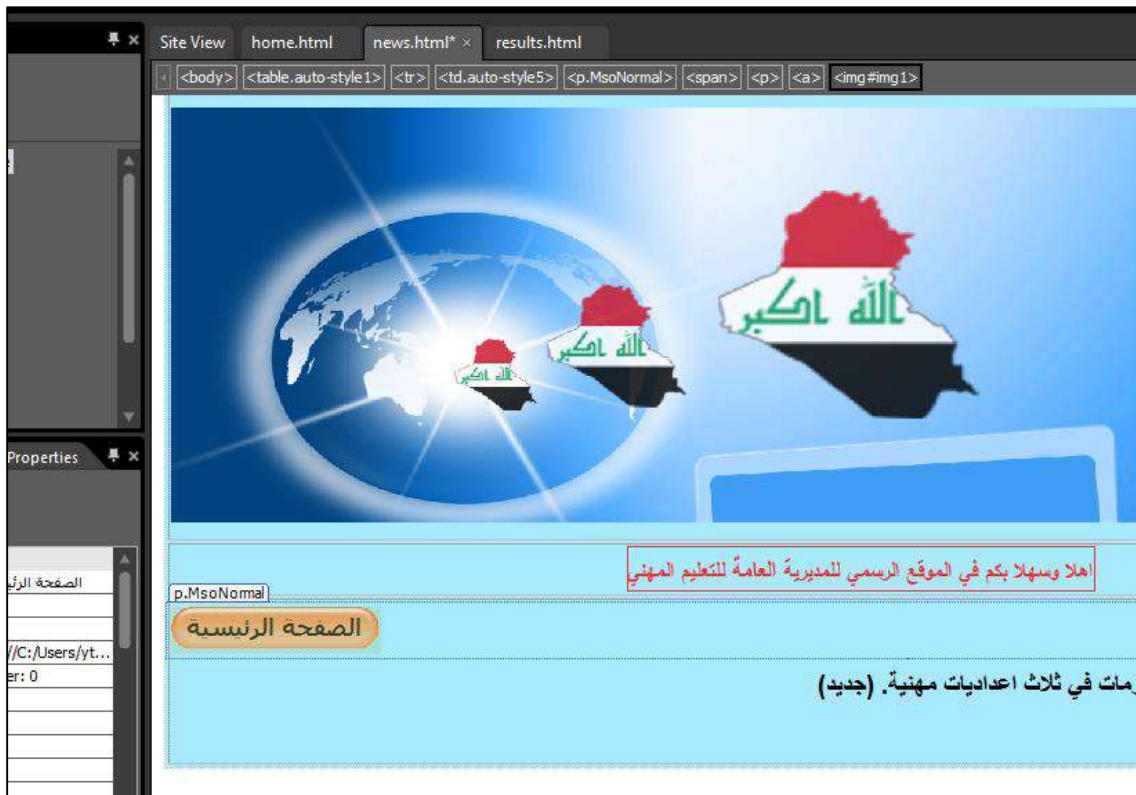 Site View home.html news.html* × results.html
<body> <table.auto-style1> <tr> <td.auto-style5> <p.MsoNormal> <span> <p> <a> <img#img1>
الله اكبر
الله اكبر
الله اكبر
Properties
اهلا وسهلا بكم في الموقع الرسمي للمديرية العامة للتعليم المهني
الصفحة
p.MsoNormal
الصفحة الرئيسية
//C:/Users/yt...
er: 0
في ثلاث اعداديات مهنية. (جديد)